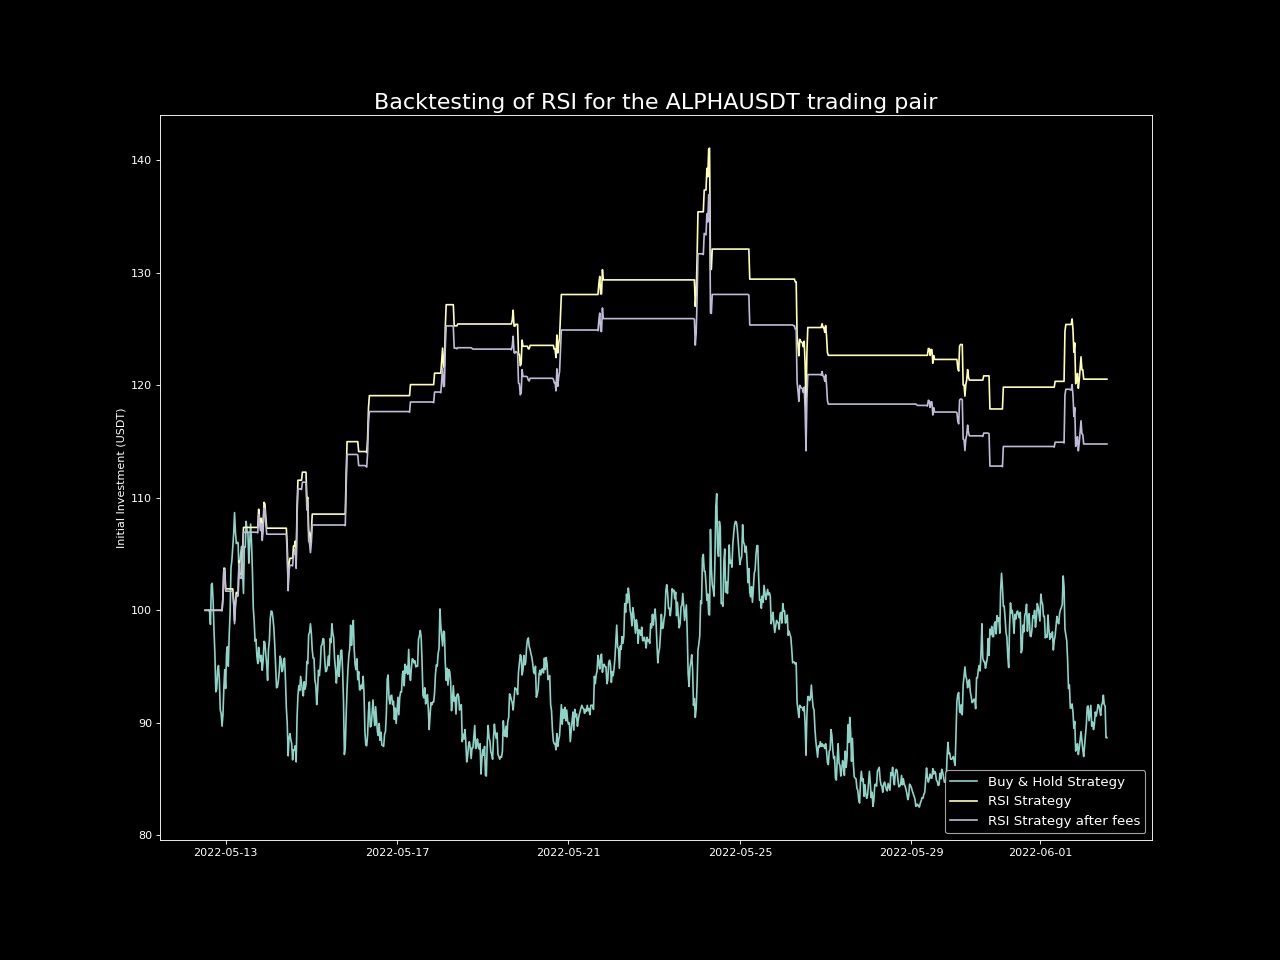 Backtesting of RSI for the ALPHAUSDT trading pair
Initial Investment (USDT)
140
130
120
110
100
90
80
2022-05-13
2022-05-17
2022-05-21
2022-05-25
2022-05-29
2022-06-01
Buy & Hold Strategy
RSI Strategy
RSI Strategy after fees